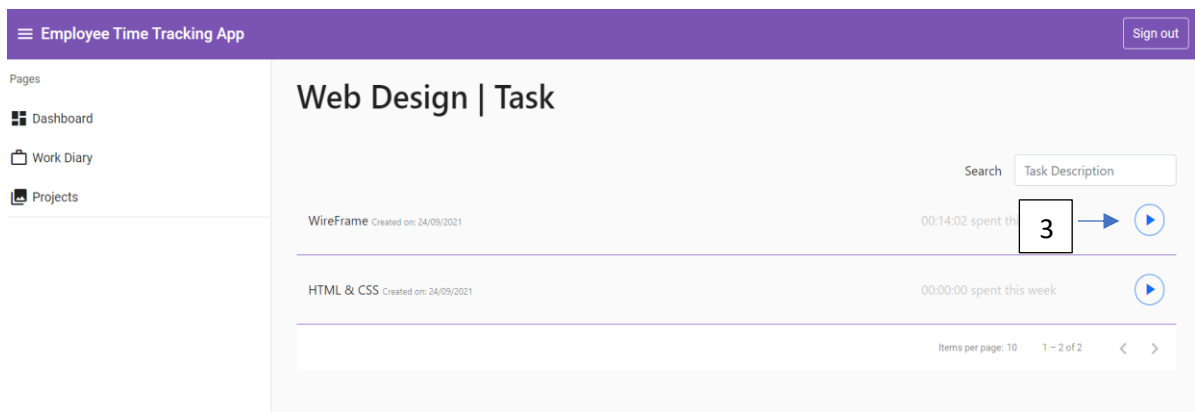 Employee Time Tracking App
Sign out
Pages
Dashboard
Work Diary
Projects
Web Design | Task
Search Task Description
WireFrame Created on: 24/09/2021 00:14:02 spent
3
HTML & CSS Created on: 24/09/2021 00:00:00 spent this week
Items per page: 10 1 – 2 of 2